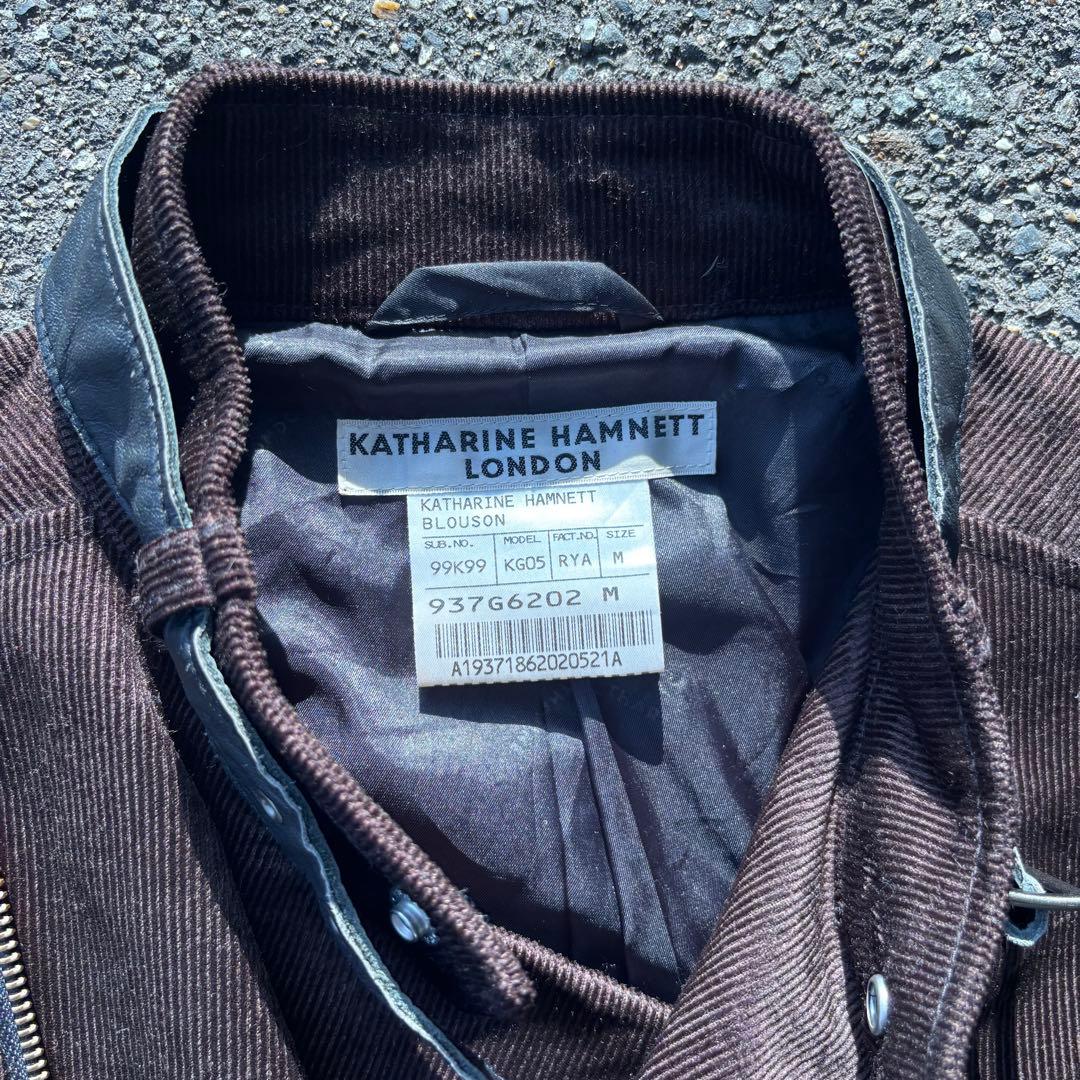 KATHARINE HAMNETT
LONDON
KATHARINE HAMNETT
BLOUSON
SUB.NO. MODEL FACT.NO. SIZE
99K99 KG05 RYA M
937G6202 M
A19371862020521A